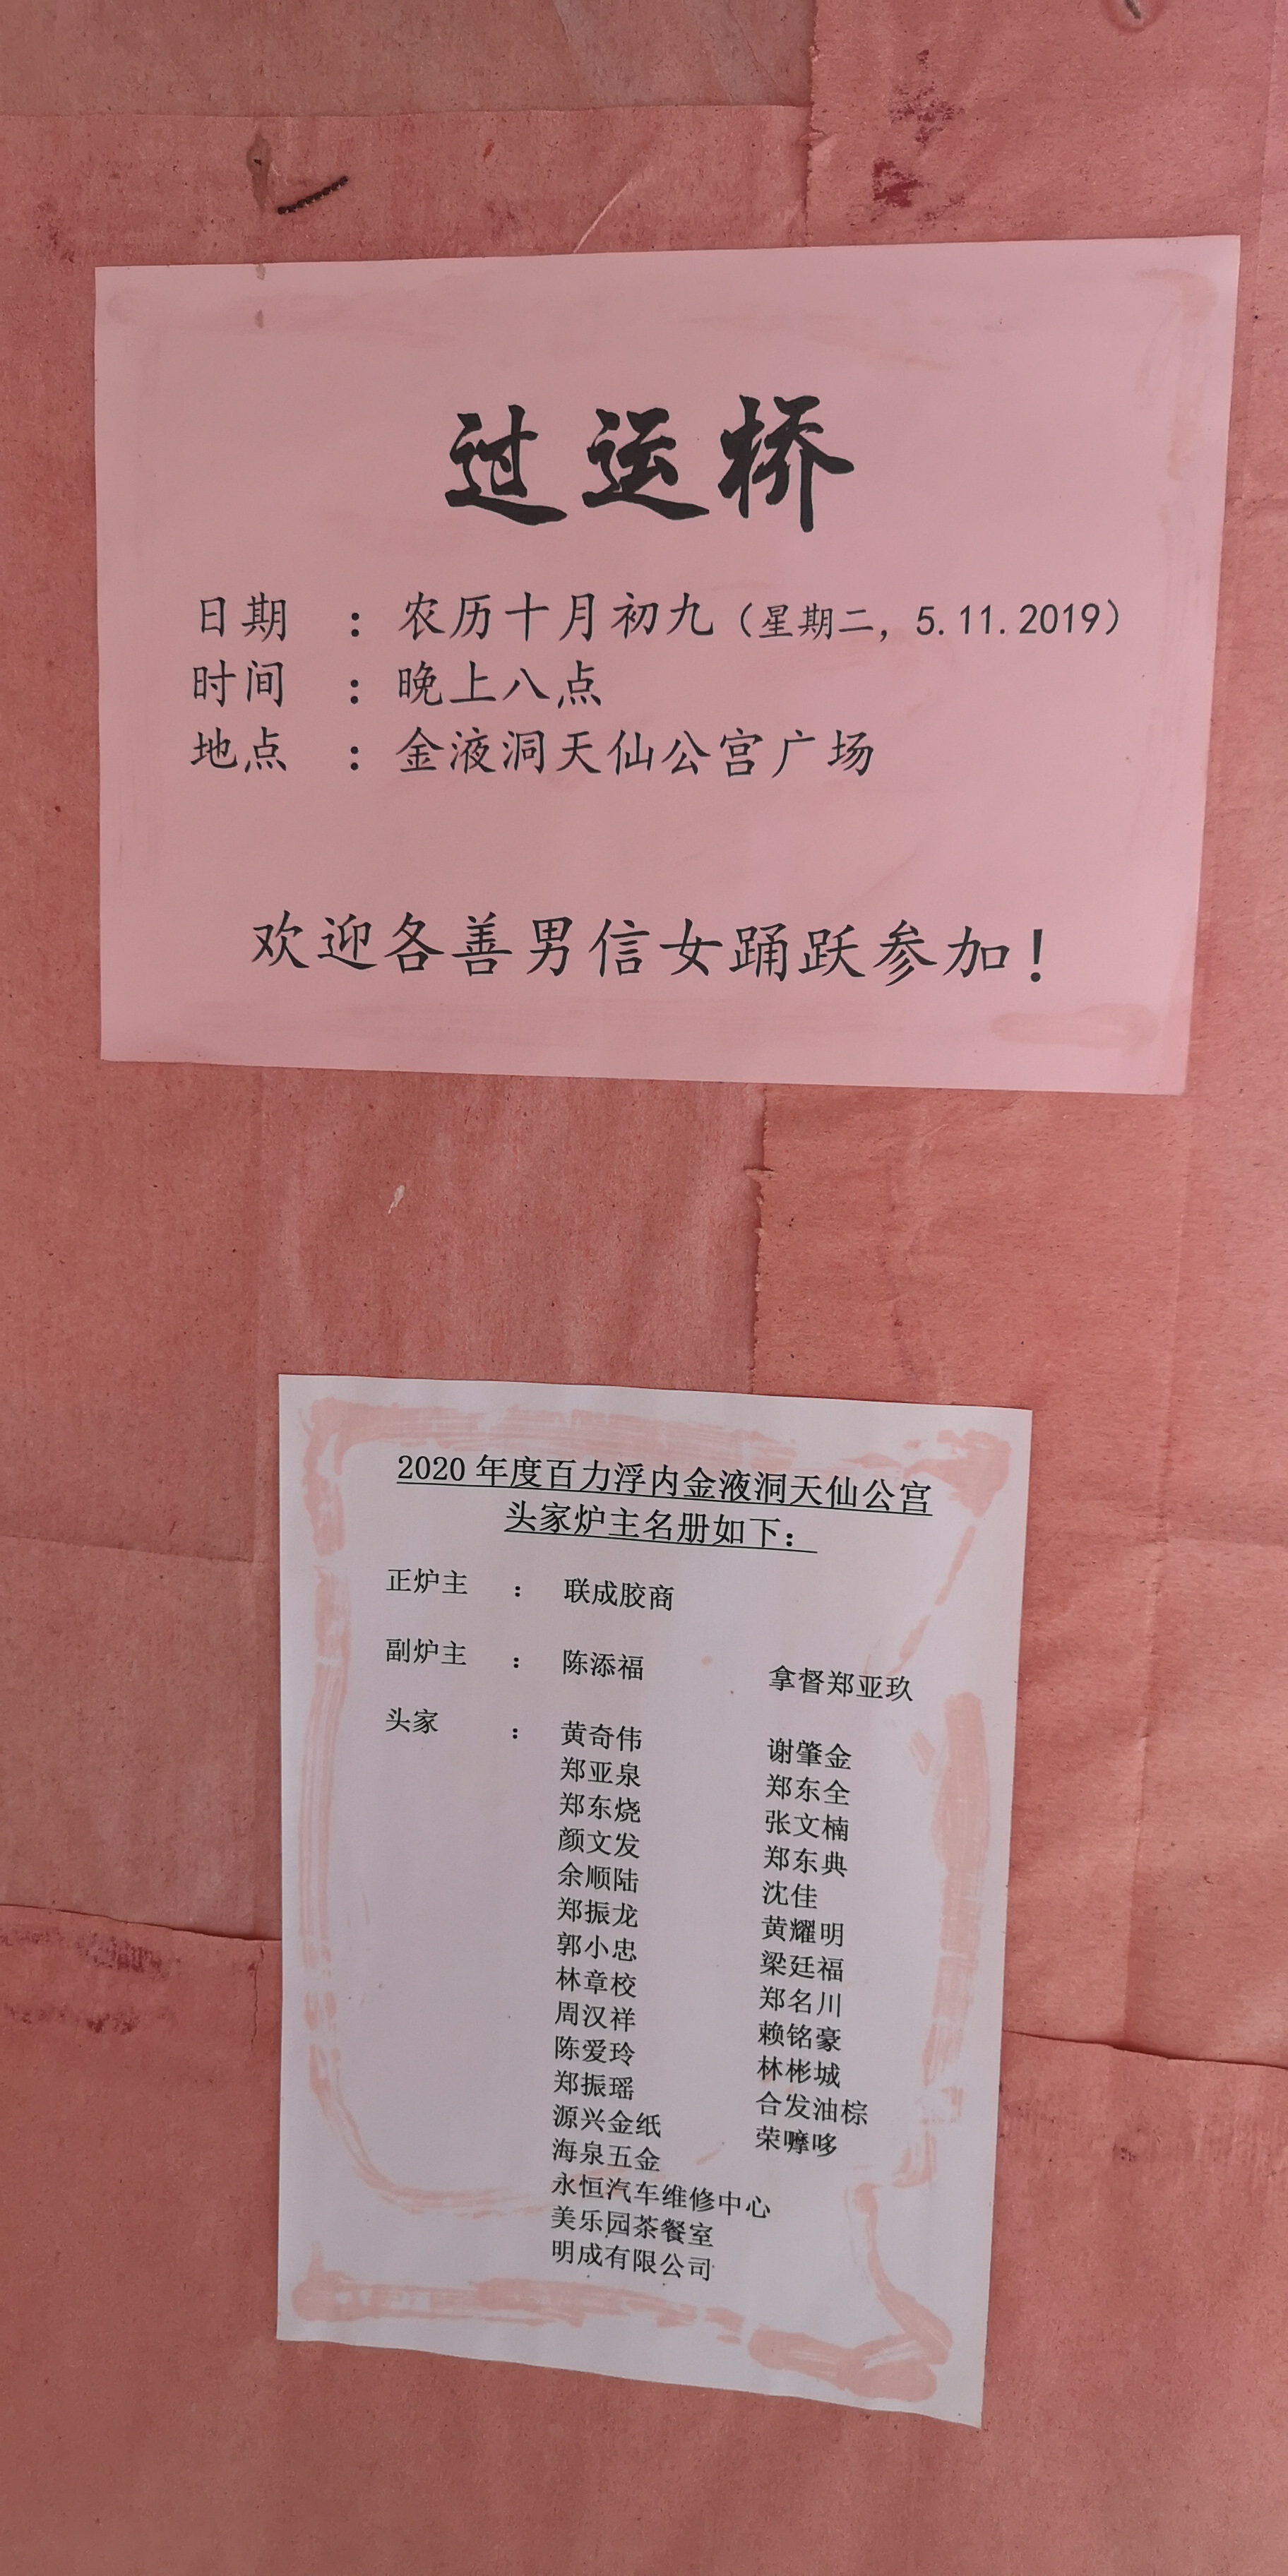 过运桥
日期 : 农历十月初九（星期二, 5.11.2019）
时间 : 晚上八点
地点 : 金液洞天仙公宫广场
欢迎各善男信女踊跃参加!
2020 年度百力浮内金液洞天仙公宫
头家炉主名册如下:
正炉主 : 联成胶商
副炉主 : 陈添福 拿督郑亚玖
头家 : 黄奇伟 谢肇金
郑亚泉 郑东全
郑东烧 张文楠
颜文发 郑东典
余顺陆 沈佳
郑振龙 黄耀明
郭小忠 梁廷福
林章校 郑名川
周汉祥 赖铭豪
陈爱玲 林彬城
郑振瑶 合发油棕
源兴金纸 荣嚤哆
海泉五金
永恒汽车维修中心
美乐园茶餐室
明成有限公司